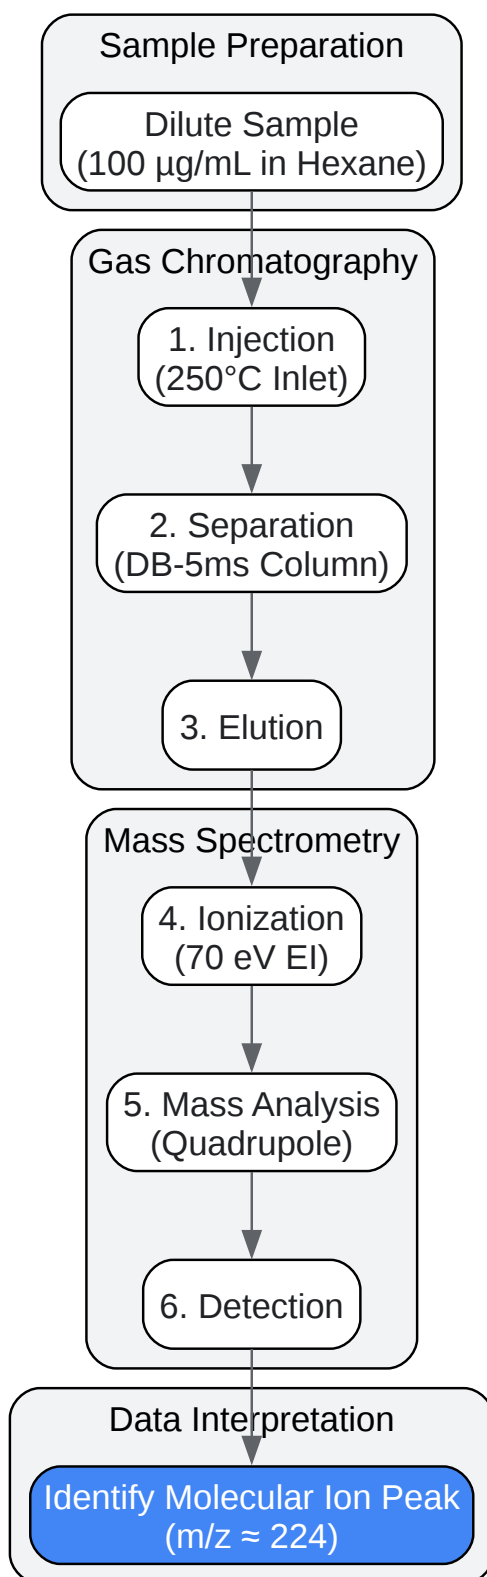 Sample Preparation
Dilute Sample
(100 µg/mL in Hexane)
Gas Chromatography
1. Injection
(250°C Inlet)
2. Separation
(DB-5ms Column)
3. Elution
Mass Spectrometry
4. Ionization
(70 eV EI)
5. Mass Analysis
(Quadrupole)
6. Detection
Data Interpretation
Identify Molecular Ion Peak
(m/z ≈ 224)